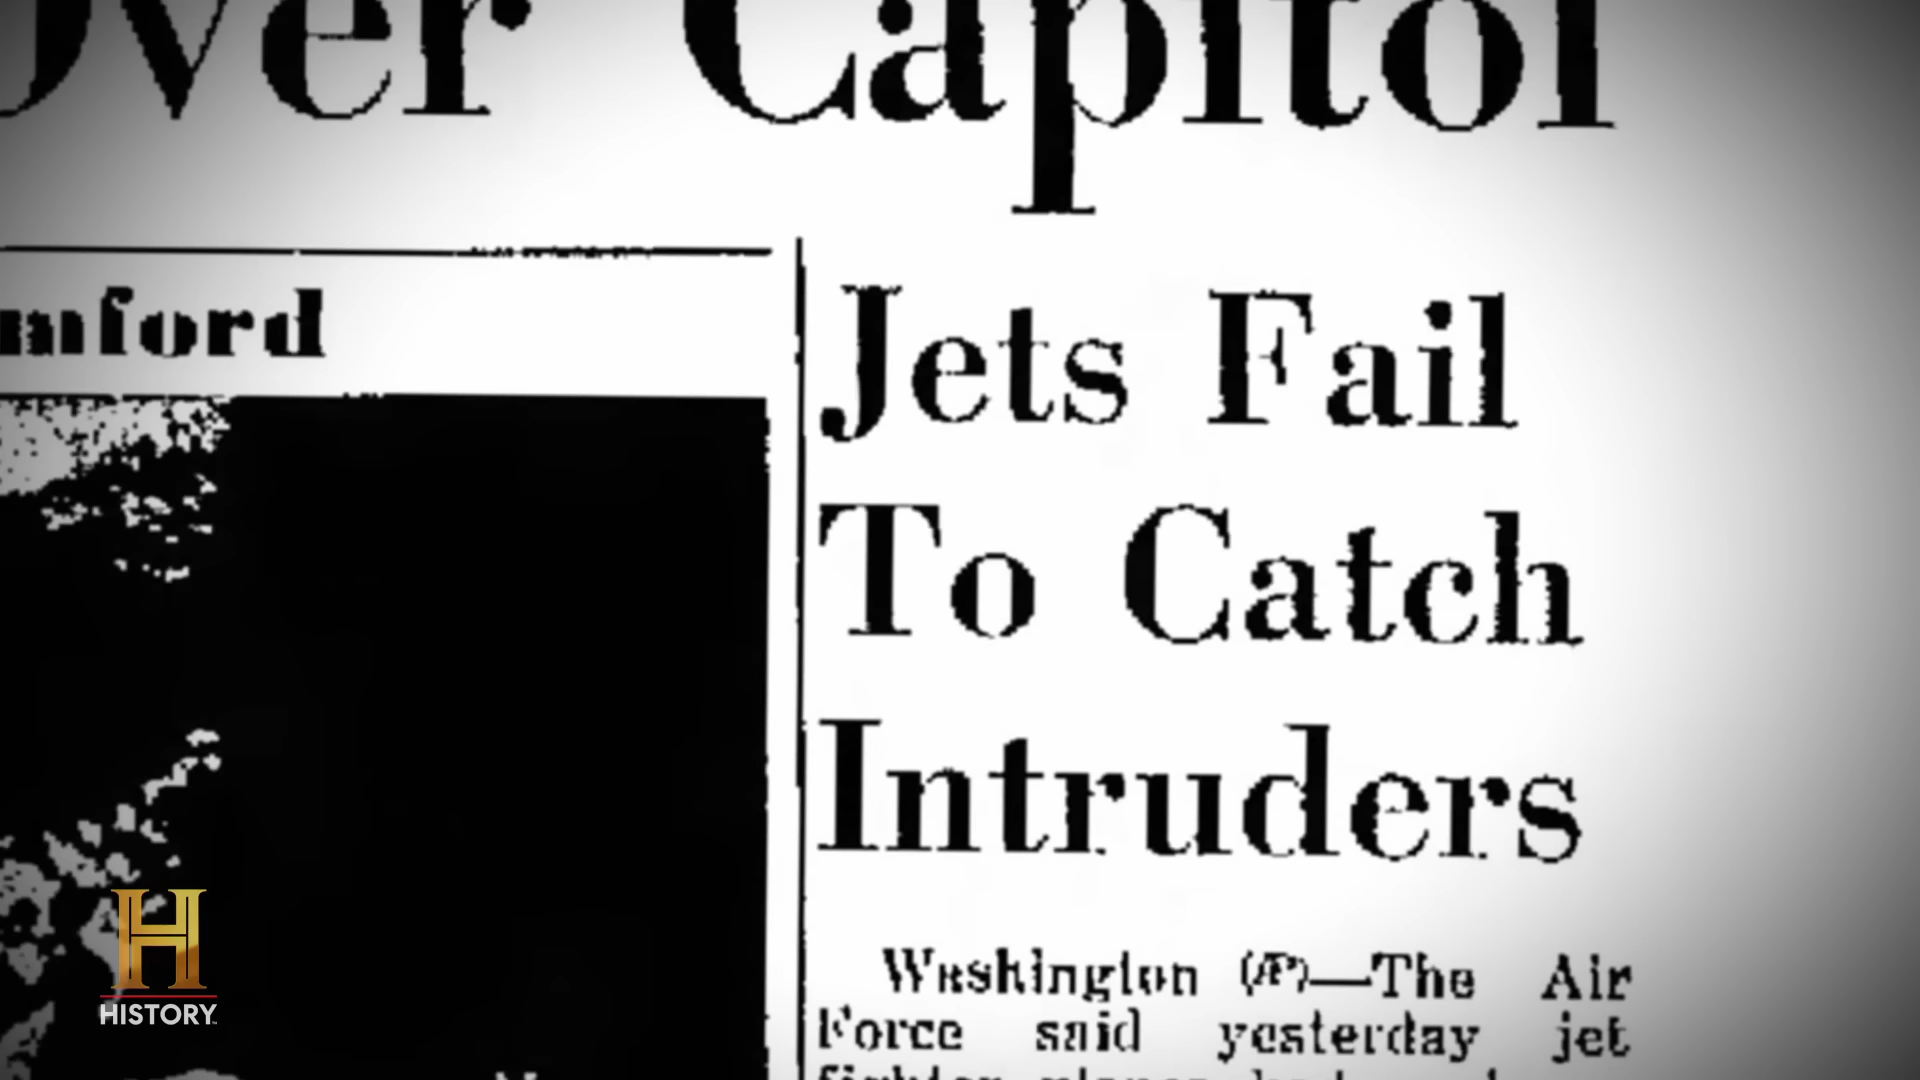 Over Capitol
mford
Jets Fail
To Catch
Intruders
Washington (AP)—The Air
Force said yesterday jet
HISTORY